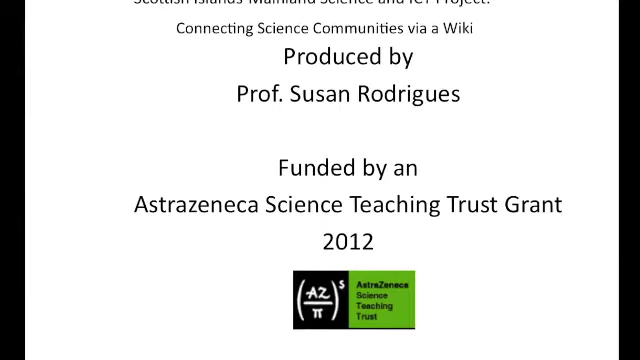 Scottish Islands-Mainland Science and ICT Project:
Connecting Science Communities via a Wiki
Produced by
Prof. Susan Rodrigues
Funded by an
Astrazeneca Science Teaching Trust Grant
2012
(AZ/π)ˢ
AstraZeneca
Science
Teaching
Trust